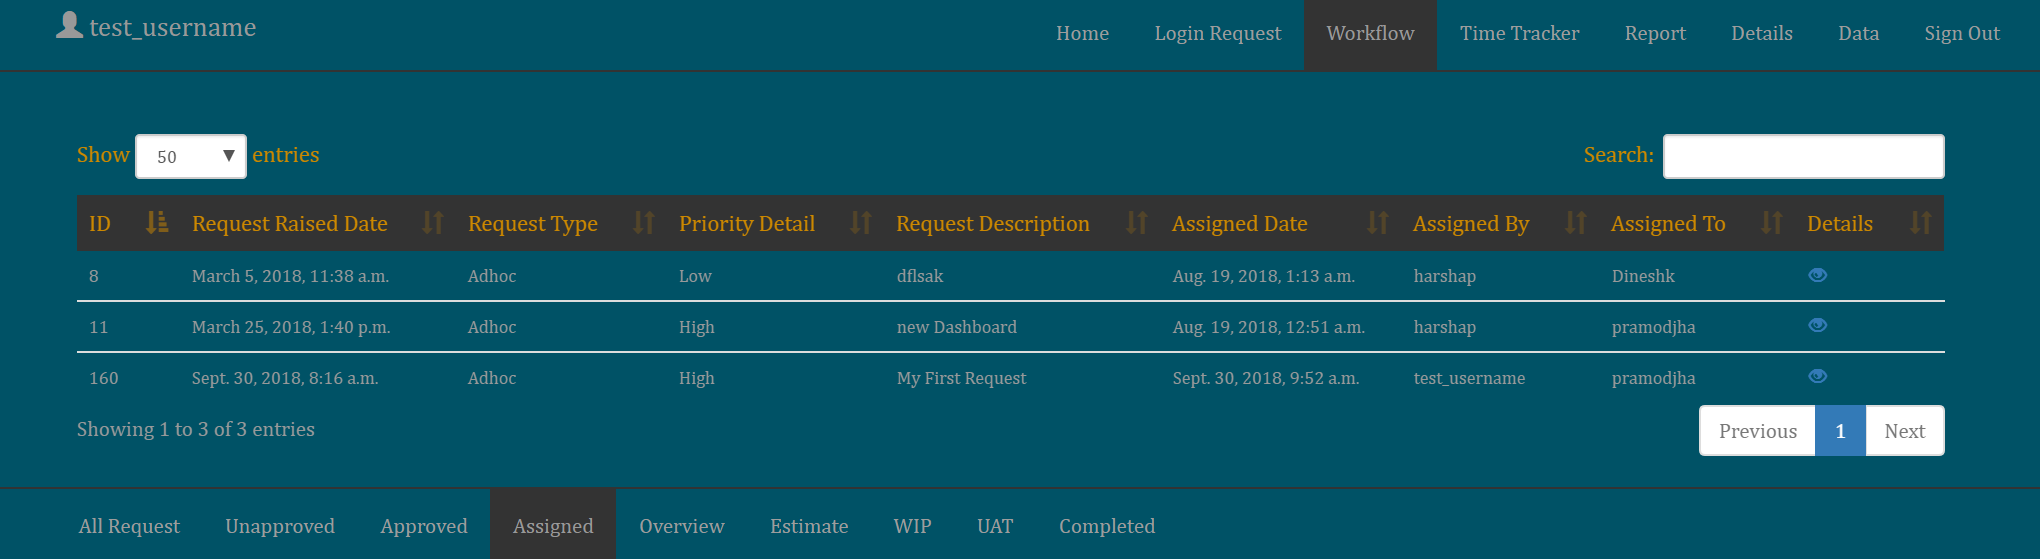 test_username
Home Login Request Workflow Time Tracker Report Details Data Sign Out
Show 50 entries Search:
ID Request Raised Date Request Type Priority Detail Request Description Assigned Date Assigned By Assigned To Details
8 March 5, 2018, 11:38 a.m. Adhoc Low dflsak Aug. 19, 2018, 1:13 a.m. harshap Dineshk
11 March 25, 2018, 1:40 p.m. Adhoc High new Dashboard Aug. 19, 2018, 12:51 a.m. harshap pramodjha
160 Sept. 30, 2018, 8:16 a.m. Adhoc High My First Request Sept. 30, 2018, 9:52 a.m. test_username pramodjha
Showing 1 to 3 of 3 entries Previous 1 Next
All Request Unapproved Approved Assigned Overview Estimate WIP UAT Completed